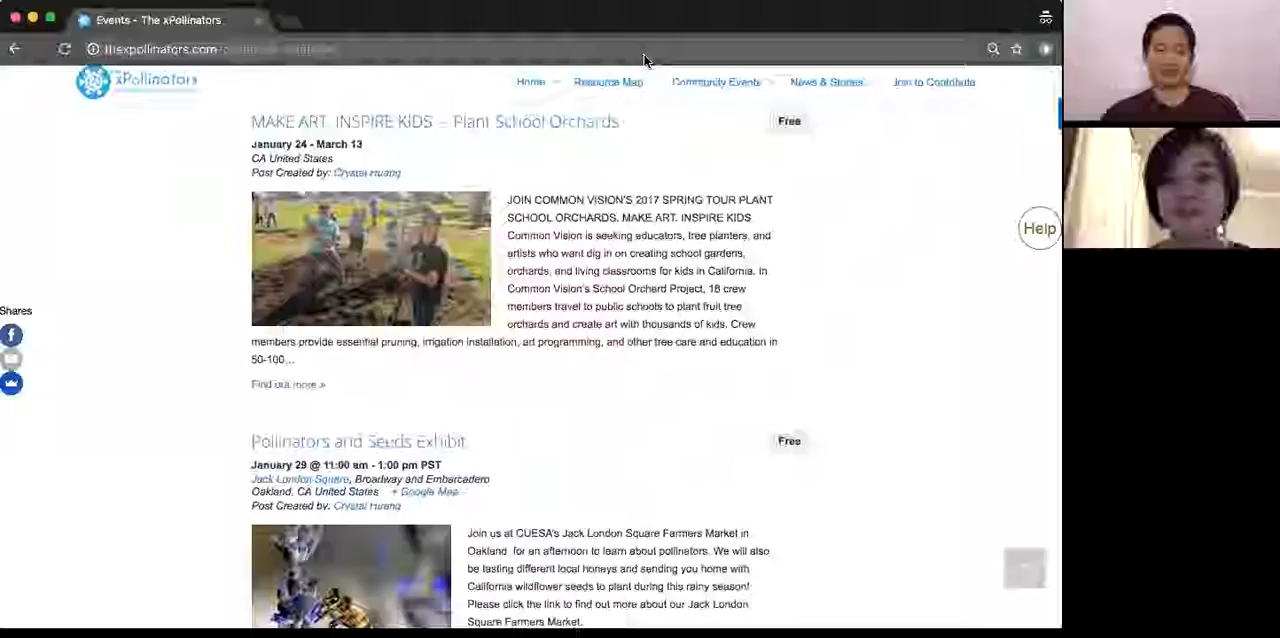 Events - The xPollinators
thexpollinators.com
xPollinators
Home
Resource Map
Community Events
News & Stories
Join to Contribute
MAKE ART. INSPIRE KIDS – Plant School Orchards
Free
January 24 - March 13
CA United States
Post Created by: Crystal Huang
JOIN COMMON VISION'S 2017 SPRING TOUR PLANT
SCHOOL ORCHARDS. MAKE ART. INSPIRE KIDS
Common Vision is seeking educators, tree planters, and
artists who want dig in on creating school gardens,
orchards, and living classrooms for kids in California. In
Common Vision's School Orchard Project, 18 crew
members travel to public schools to plant fruit tree
orchards and create art with thousands of kids. Crew
members provide essential pruning, irrigation installation, art programming, and other tree care and education in
50-100...
Find out more »
Help
Shares
Pollinators and Seeds Exhibit
Free
January 29 @ 11:00 am - 1:00 pm PST
Jack London Square, Broadway and Embarcadero
Oakland, CA United States + Google Map
Post Created by: Crystal Huang
Join us at CUESA's Jack London Square Farmers Market in
Oakland for an afternoon to learn about pollinators. We will also
be tasting different local honeys and sending you home with
California wildflower seeds to plant during this rainy season!
Please click the link to find out more about our Jack London
Square Farmers Market.